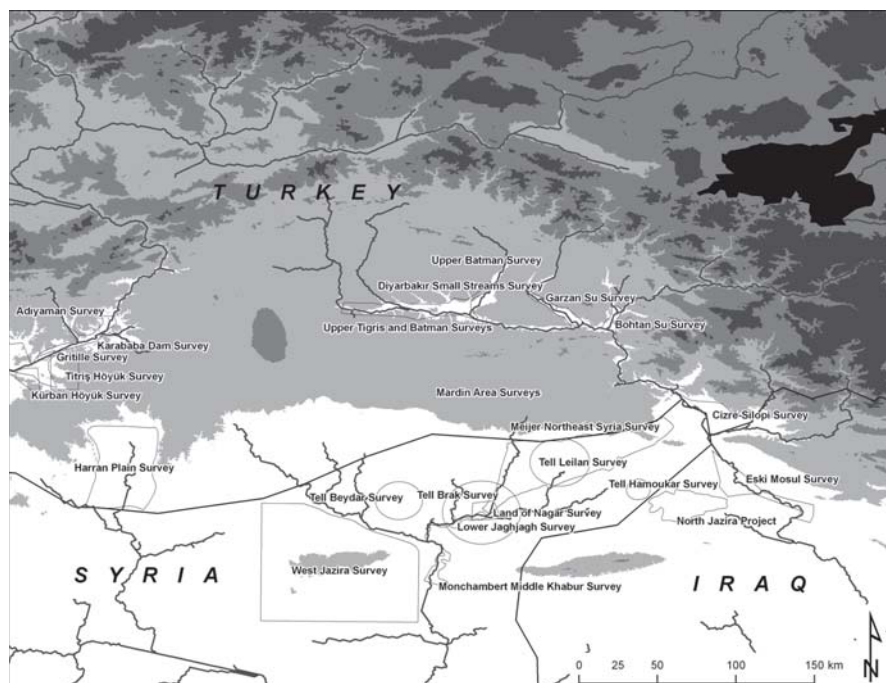 T U R K E Y
Upper Batman Survey
Diyarbakır Small Streams Survey
Garzan Su Survey
Adıyaman Survey
Upper Tigris and Batman Surveys
Bohtan Su Survey
Karababa Dam Survey
Gritille Survey
Titriş Höyük Survey
Kurban Höyük Survey
Mardin Area Surveys
Cizre-Silopi Survey
Meijer Northeast Syria Survey
Harran Plain Survey
Tell Leilan Survey
Eski Mosul Survey
Tell Hamoukar Survey
Tell Beydar Survey
Tell Brak Survey
Land of Nagar Survey
North Jazira Project
Lower Jaghjagh Survey
West Jazira Survey
S Y R I A
Monchambert Middle Khabur Survey
I R A Q
0 25 50 100 150 km
N